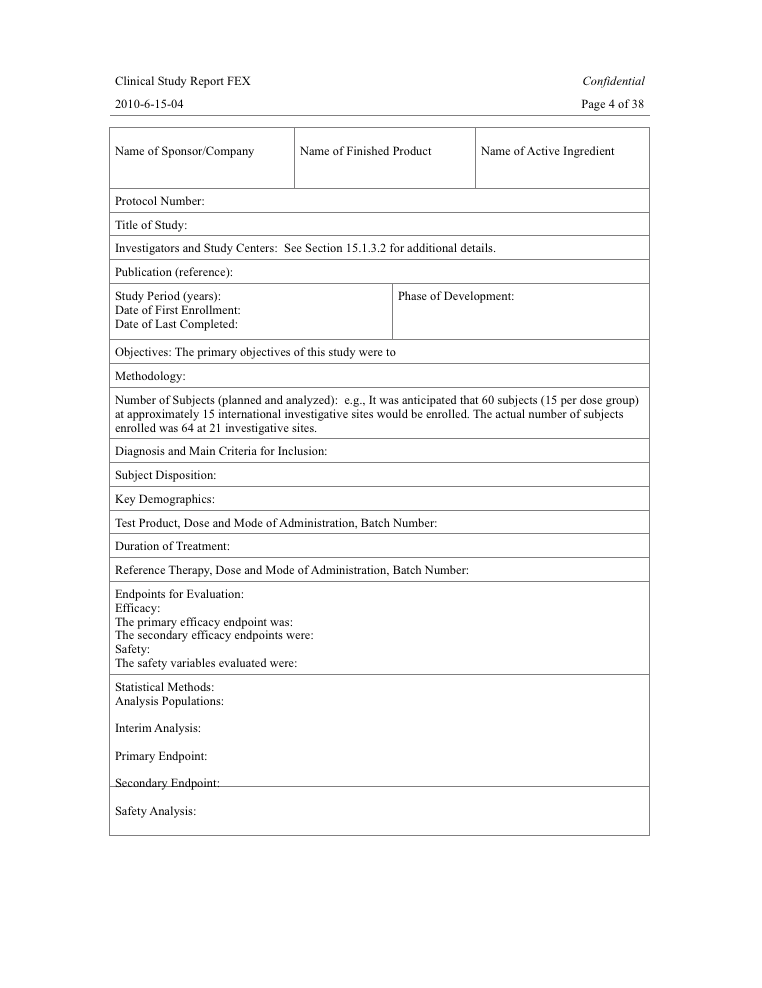 Clinical Study Report FEX
Confidential
2010-6-15-04
Page 4 of 38
Name of Sponsor/Company
Name of Finished Product
Name of Active Ingredient
Protocol Number:
Title of Study:
Investigators and Study Centers:  See Section 15.1.3.2 for additional details.
Publication (reference):
Study Period (years):
Date of First Enrollment:
Date of Last Completed:
Phase of Development:
Objectives: The primary objectives of this study were to
Methodology:
Number of Subjects (planned and analyzed):  e.g., It was anticipated that 60 subjects (15 per dose group)
at approximately 15 international investigative sites would be enrolled. The actual number of subjects
enrolled was 64 at 21 investigative sites.
Diagnosis and Main Criteria for Inclusion:
Subject Disposition:
Key Demographics:
Test Product, Dose and Mode of Administration, Batch Number:
Duration of Treatment:
Reference Therapy, Dose and Mode of Administration, Batch Number:
Endpoints for Evaluation:
Efficacy:
The primary efficacy endpoint was:
The secondary efficacy endpoints were:
Safety:
The safety variables evaluated were:
Statistical Methods:
Analysis Populations:
Interim Analysis:
Primary Endpoint:
Secondary Endpoint:
Safety Analysis: